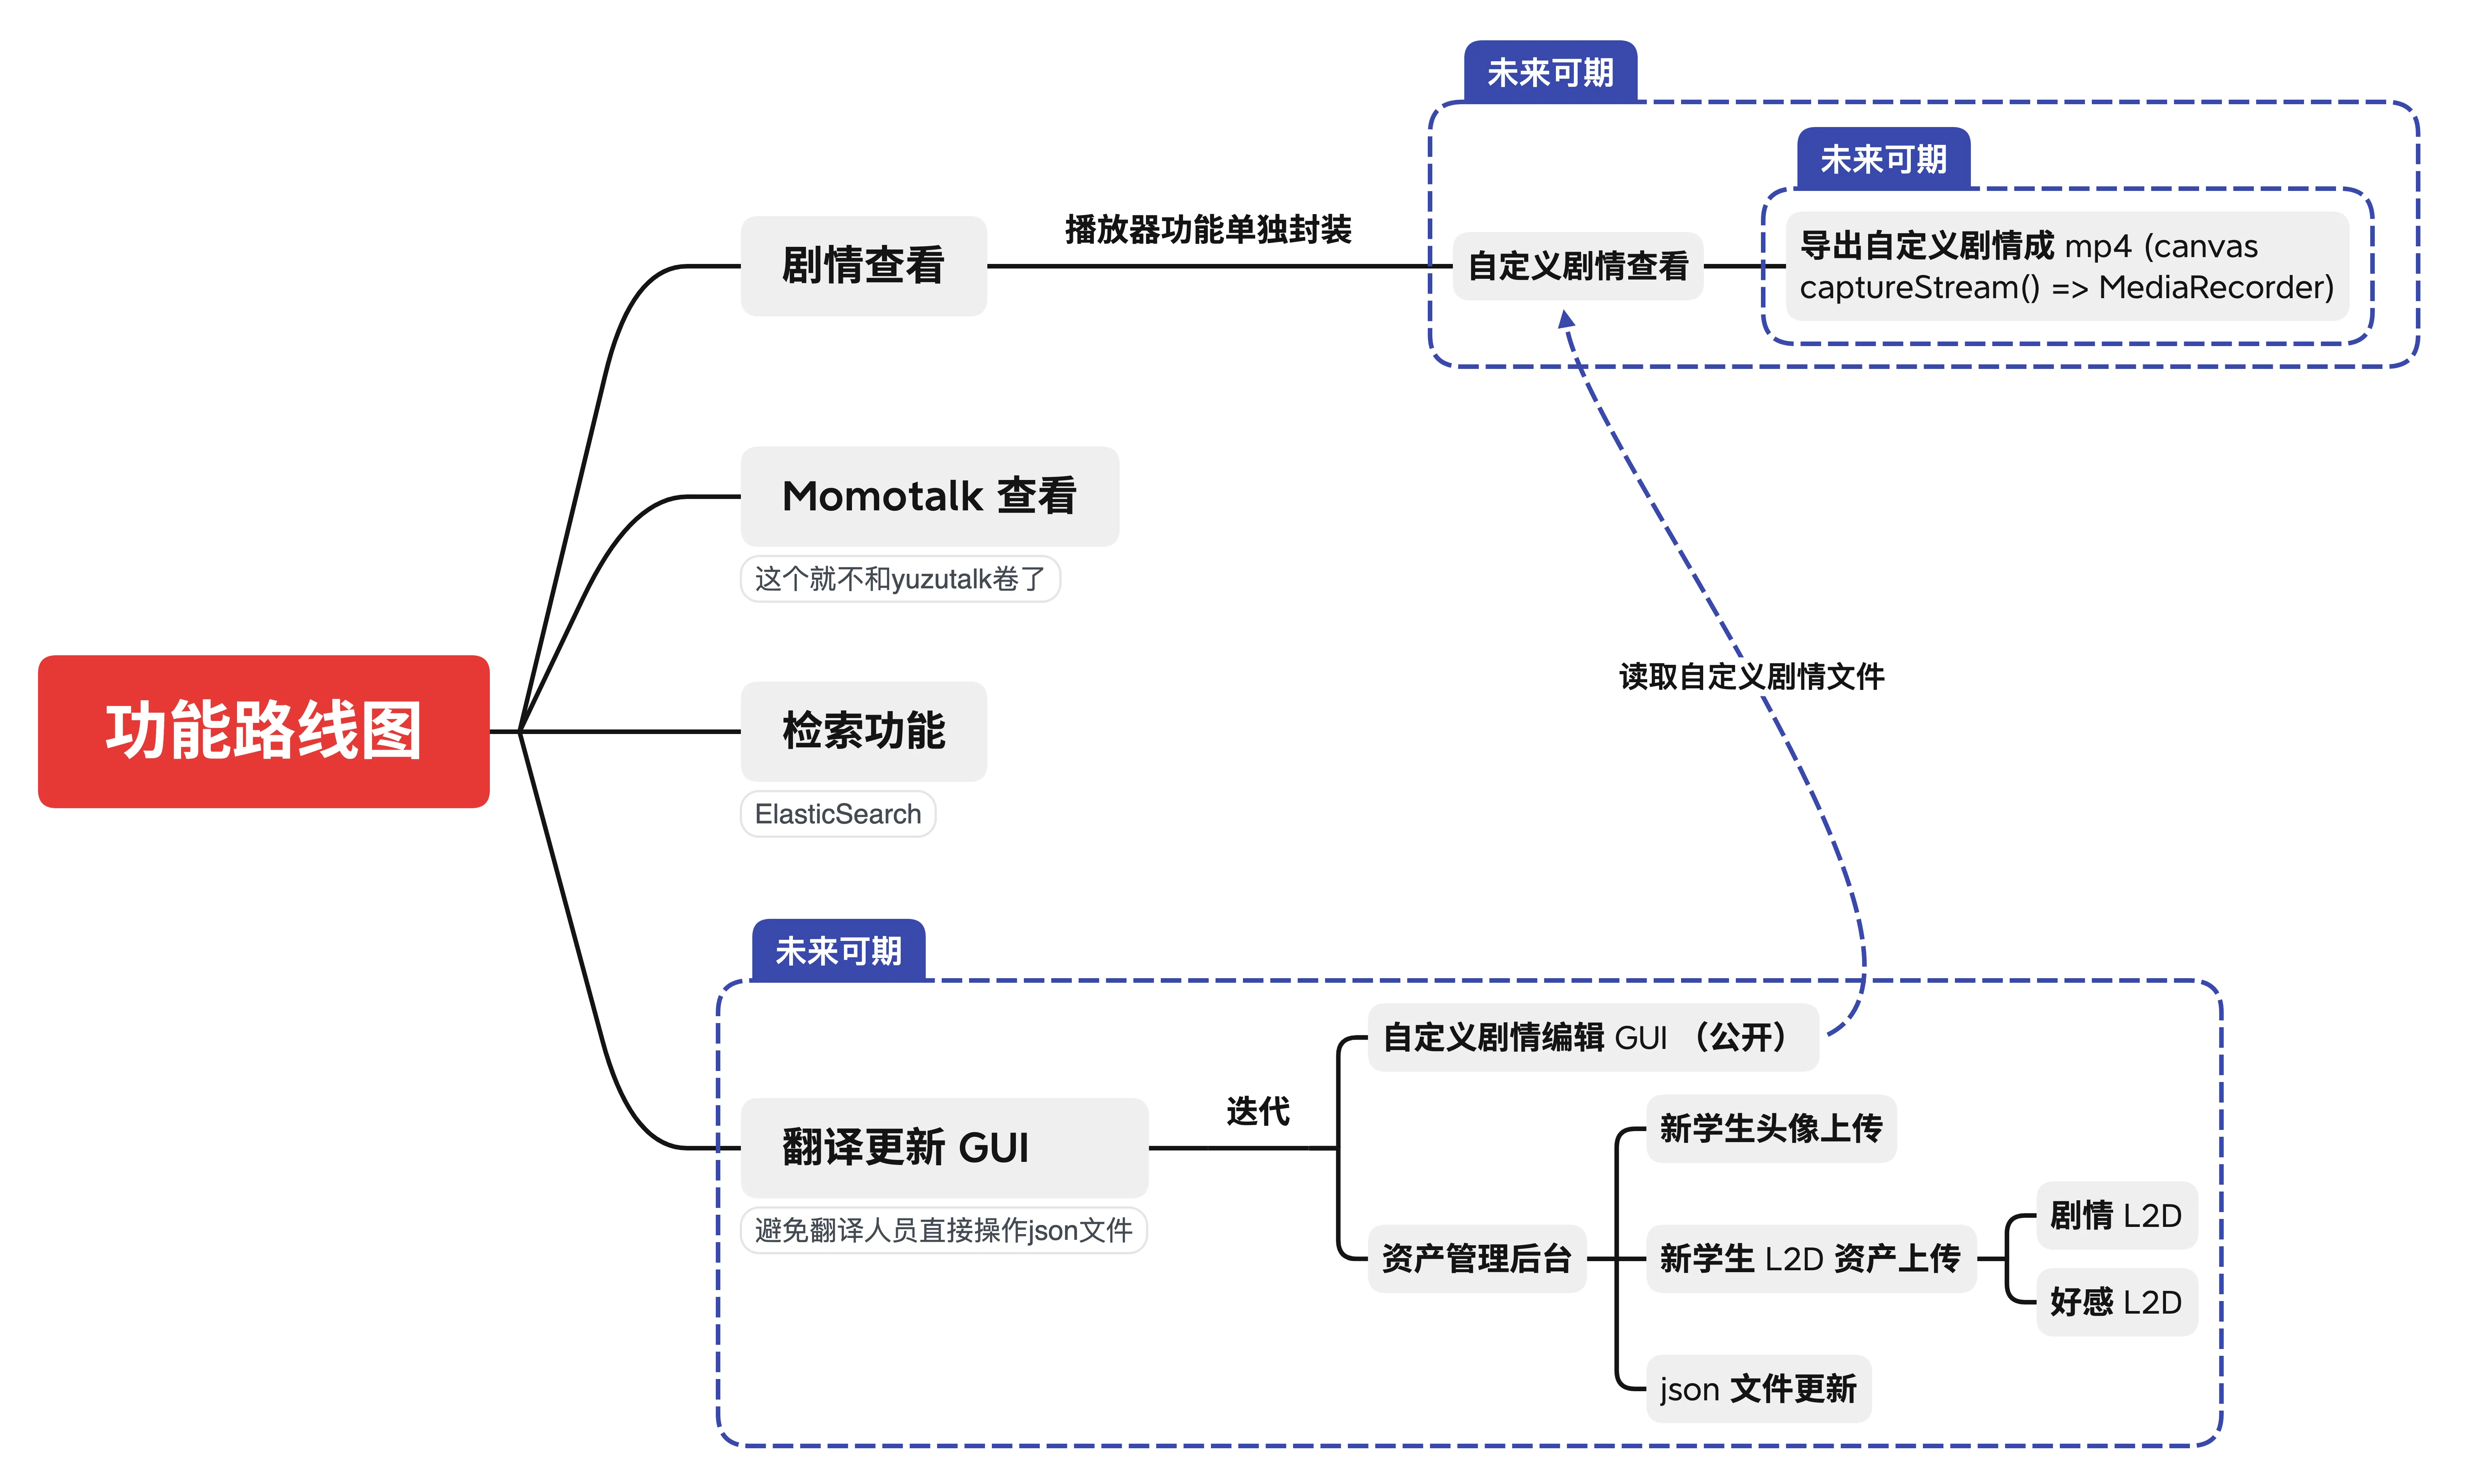 未来可期
未来可期
播放器功能单独封装
剧情查看
自定义剧情查看
导出自定义剧情成 mp4 (canvas
captureStream() => MediaRecorder)
Momotalk 查看
这个就不和yuzutalk卷了
读取自定义剧情文件
功能路线图
检索功能
ElasticSearch
未来可期
自定义剧情编辑 GUI （公开）
迭代
新学生头像上传
翻译更新 GUI
避免翻译人员直接操作json文件
剧情 L2D
资产管理后台
新学生 L2D 资产上传
好感 L2D
json 文件更新